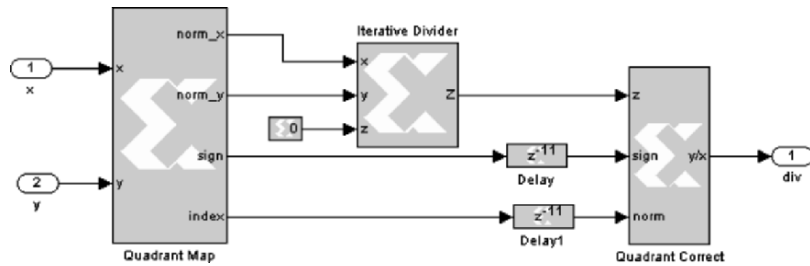 1
x
2
y
x
y
norm_x
norm_y
sign
index
Quadrant Map
0
Iterative Divider
x
y
z
Z
z-11
Delay
z-11
Delay1
z
sign
norm
y/x
Quadrant Correct
1
div